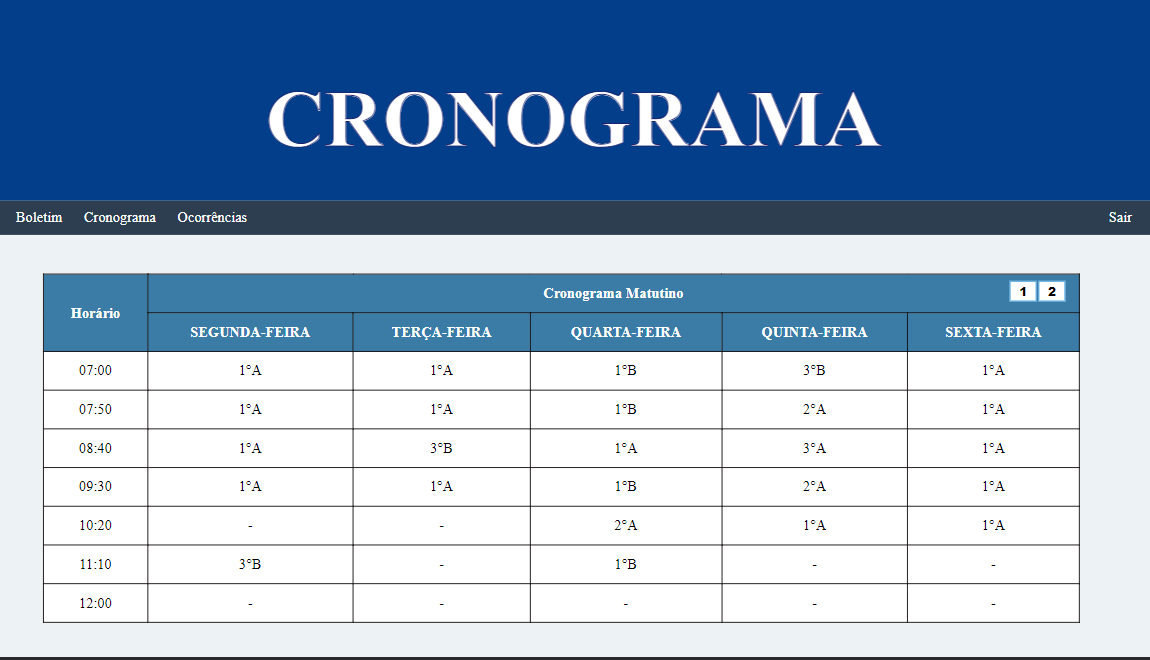 CRONOGRAMA
Boletim Cronograma Ocorrências Sair
Horário Cronograma Matutino 1 2
SEGUNDA-FEIRA TERÇA-FEIRA QUARTA-FEIRA QUINTA-FEIRA SEXTA-FEIRA
07:00 1°A 1°A 1°B 3°B 1°A
07:50 1°A 1°A 1°B 2°A 1°A
08:40 1°A 3°B 1°A 3°A 1°A
09:30 1°A 1°A 1°B 2°A 1°A
10:20 - - 2°A 1°A 1°A
11:10 3°B - 1°B - -
12:00 - - - - -